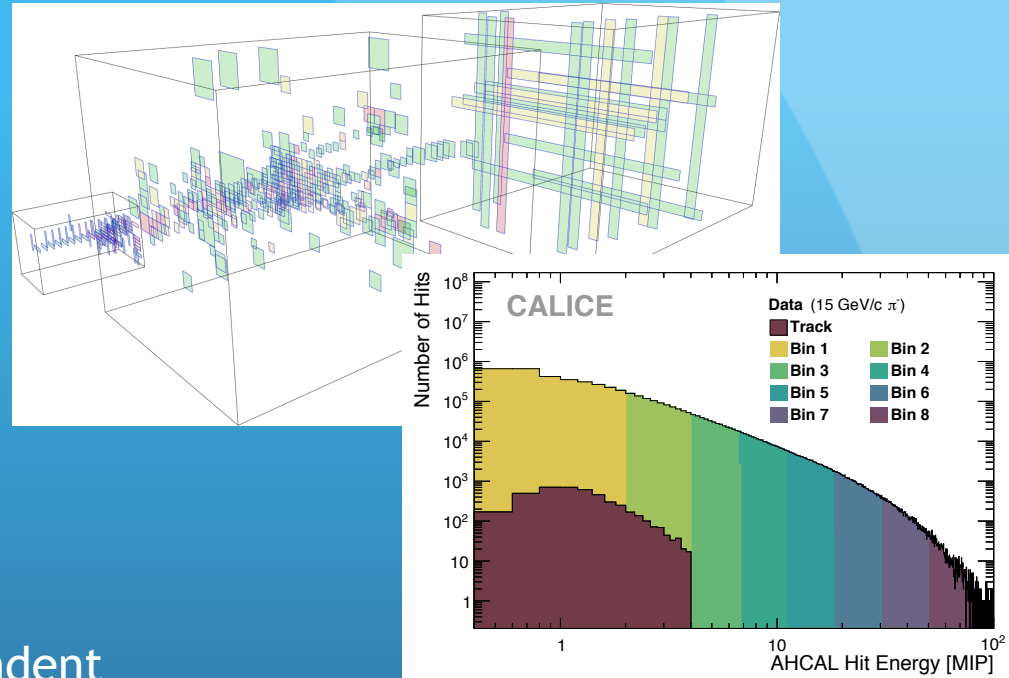 CALICE
Data (15 GeV/c π⁻)
Track
Bin 1 Bin 2
Bin 3 Bin 4
Bin 5 Bin 6
Bin 7 Bin 8
Number of Hits
10⁸
10⁷
10⁶
10⁵
10⁴
10³
10²
10
1
1 10 10²
AHCAL Hit Energy [MIP]